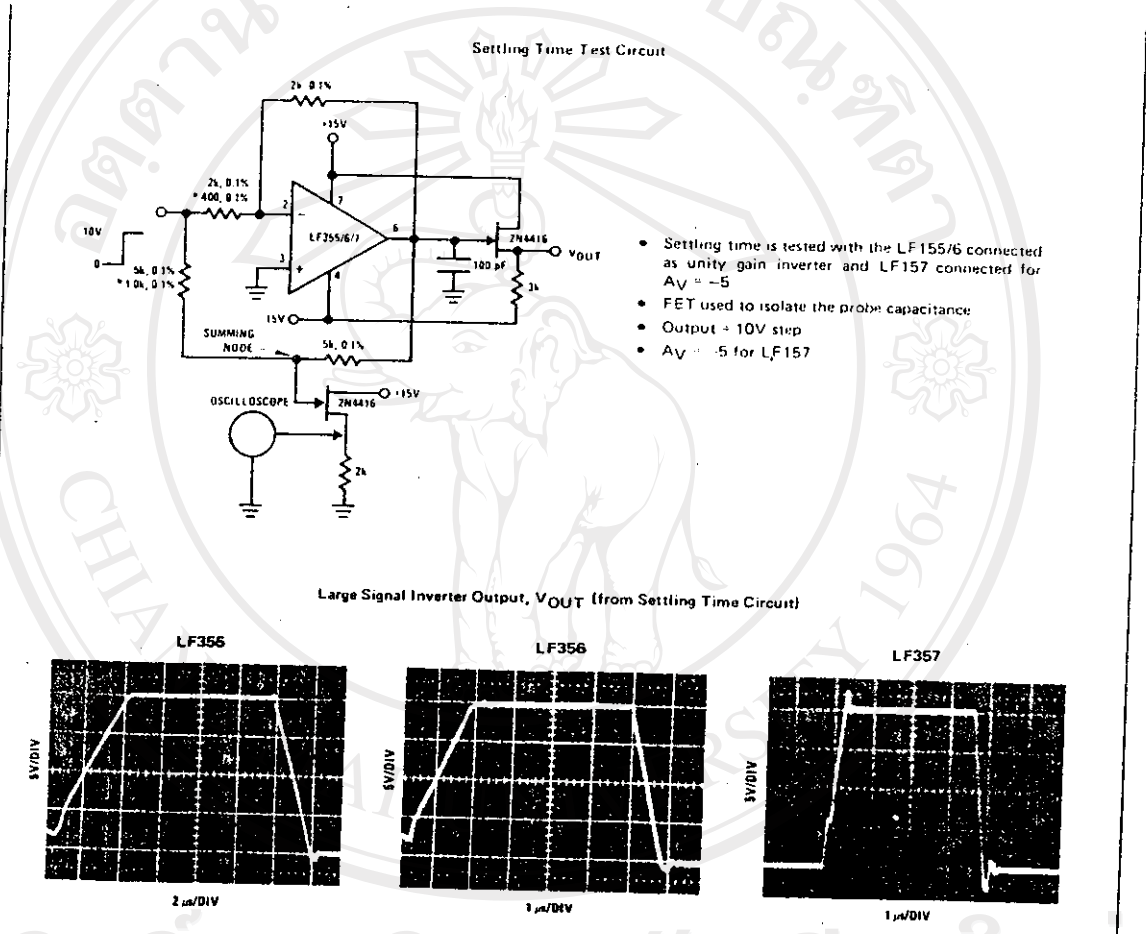 Settling Time Test Circuit
2k, 0.1%
+15V
2k, 0.1%
* 400, 0.1%
2
7
6
LF355/6/7
3
4
2N4416
VOUT
100 pF
3k
10V
0
5k, 0.1%
* 1.0k, 0.1%
15V
SUMMING
NODE
5k, 0.1%
+15V
2N4416
OSCILLOSCOPE
2k
• Settling time is tested with the LF155/6 connected
as unity gain inverter and LF157 connected for
AV = −5
• FET used to isolate the probe capacitance
• Output = 10V step
• AV = -5 for LF157
Large Signal Inverter Output, VOUT (from Settling Time Circuit)
LF356
LF356
LF357
5V/DIV
5V/DIV
5V/DIV
2 μs/DIV
1 μs/DIV
1 μs/DIV
1964